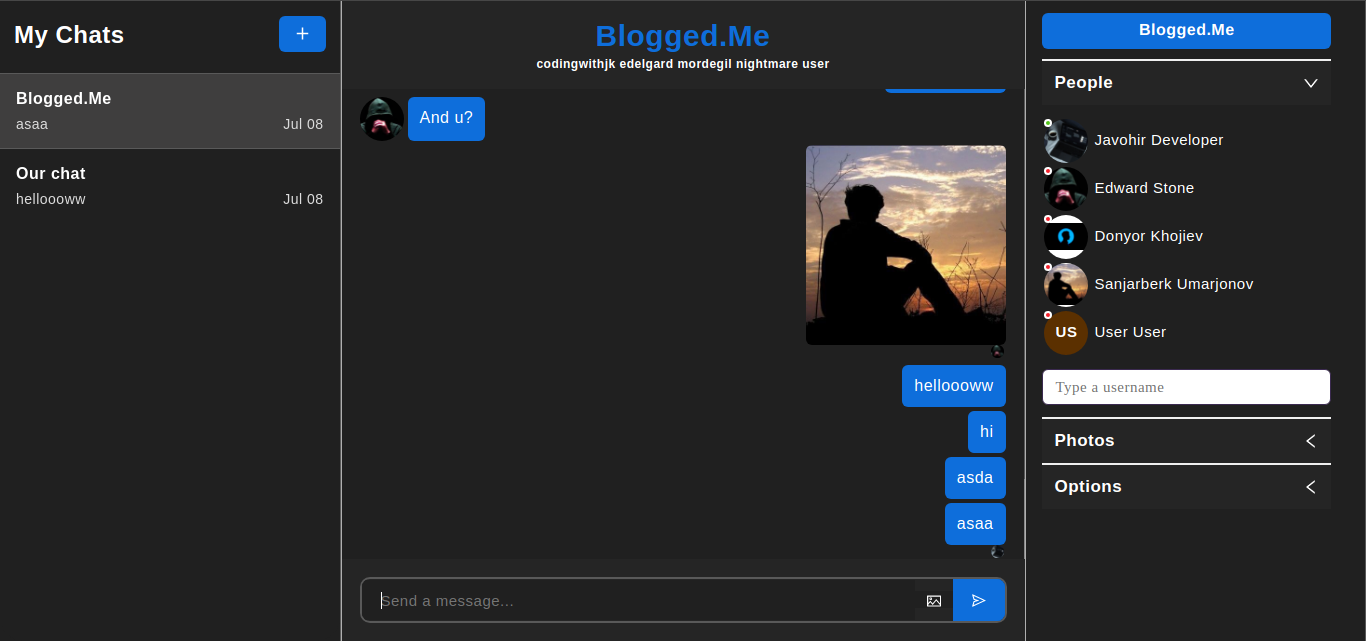 My Chats
+
Blogged.Me
asaa
Jul 08
Our chat
helloooww
Jul 08
Blogged.Me
codingwithjk edelgard mordegil nightmare user
And u?
helloooww
hi
asda
asaa
Send a message...
Blogged.Me
People
Javohir Developer
Edward Stone
Donyor Khojiev
Sanjarberk Umarjonov
US
User User
Type a username
Photos
Options